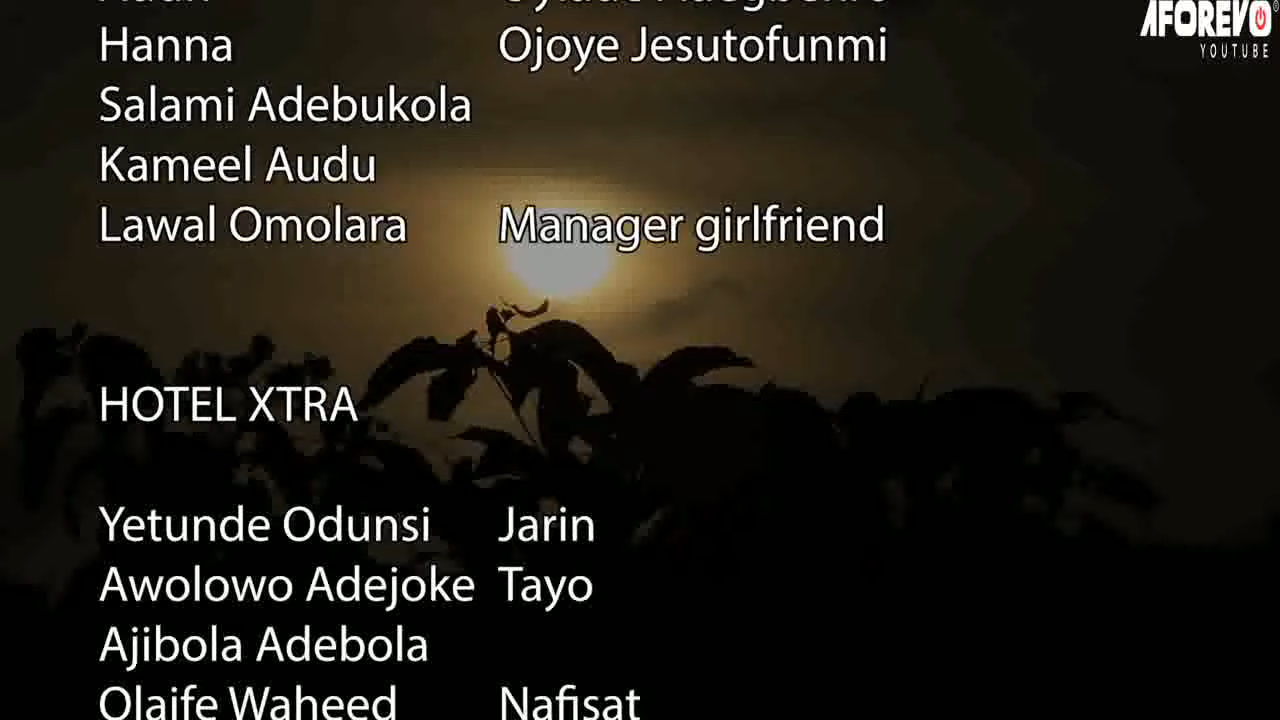 AFOREVO
YOUTUBE
Hanna Ojoye Jesutofunmi
Salami Adebukola
Kameel Audu
Lawal Omolara Manager girlfriend
HOTEL XTRA
Yetunde Odunsi Jarin
Awolowo Adejoke Tayo
Ajibola Adebola
Olaife Waheed Nafisat